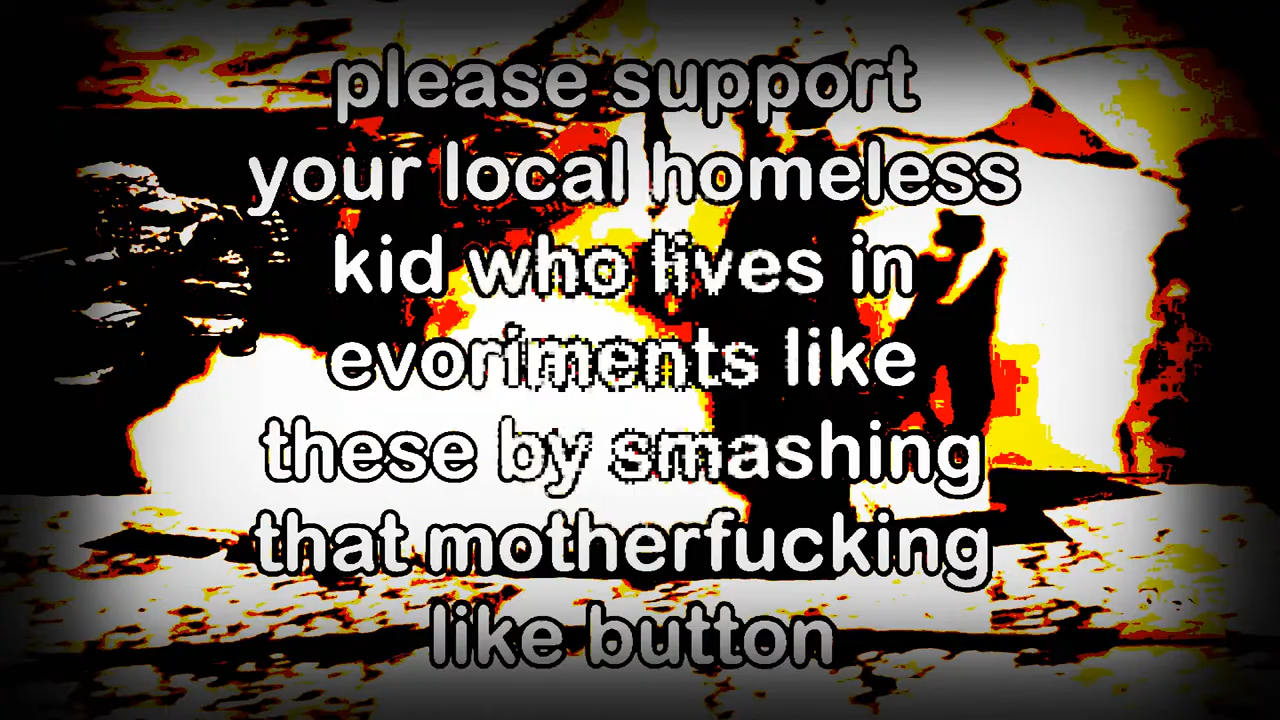 please support
your local homeless
kid who lives in
evoriments like
these by smashing
that motherfucking
like button